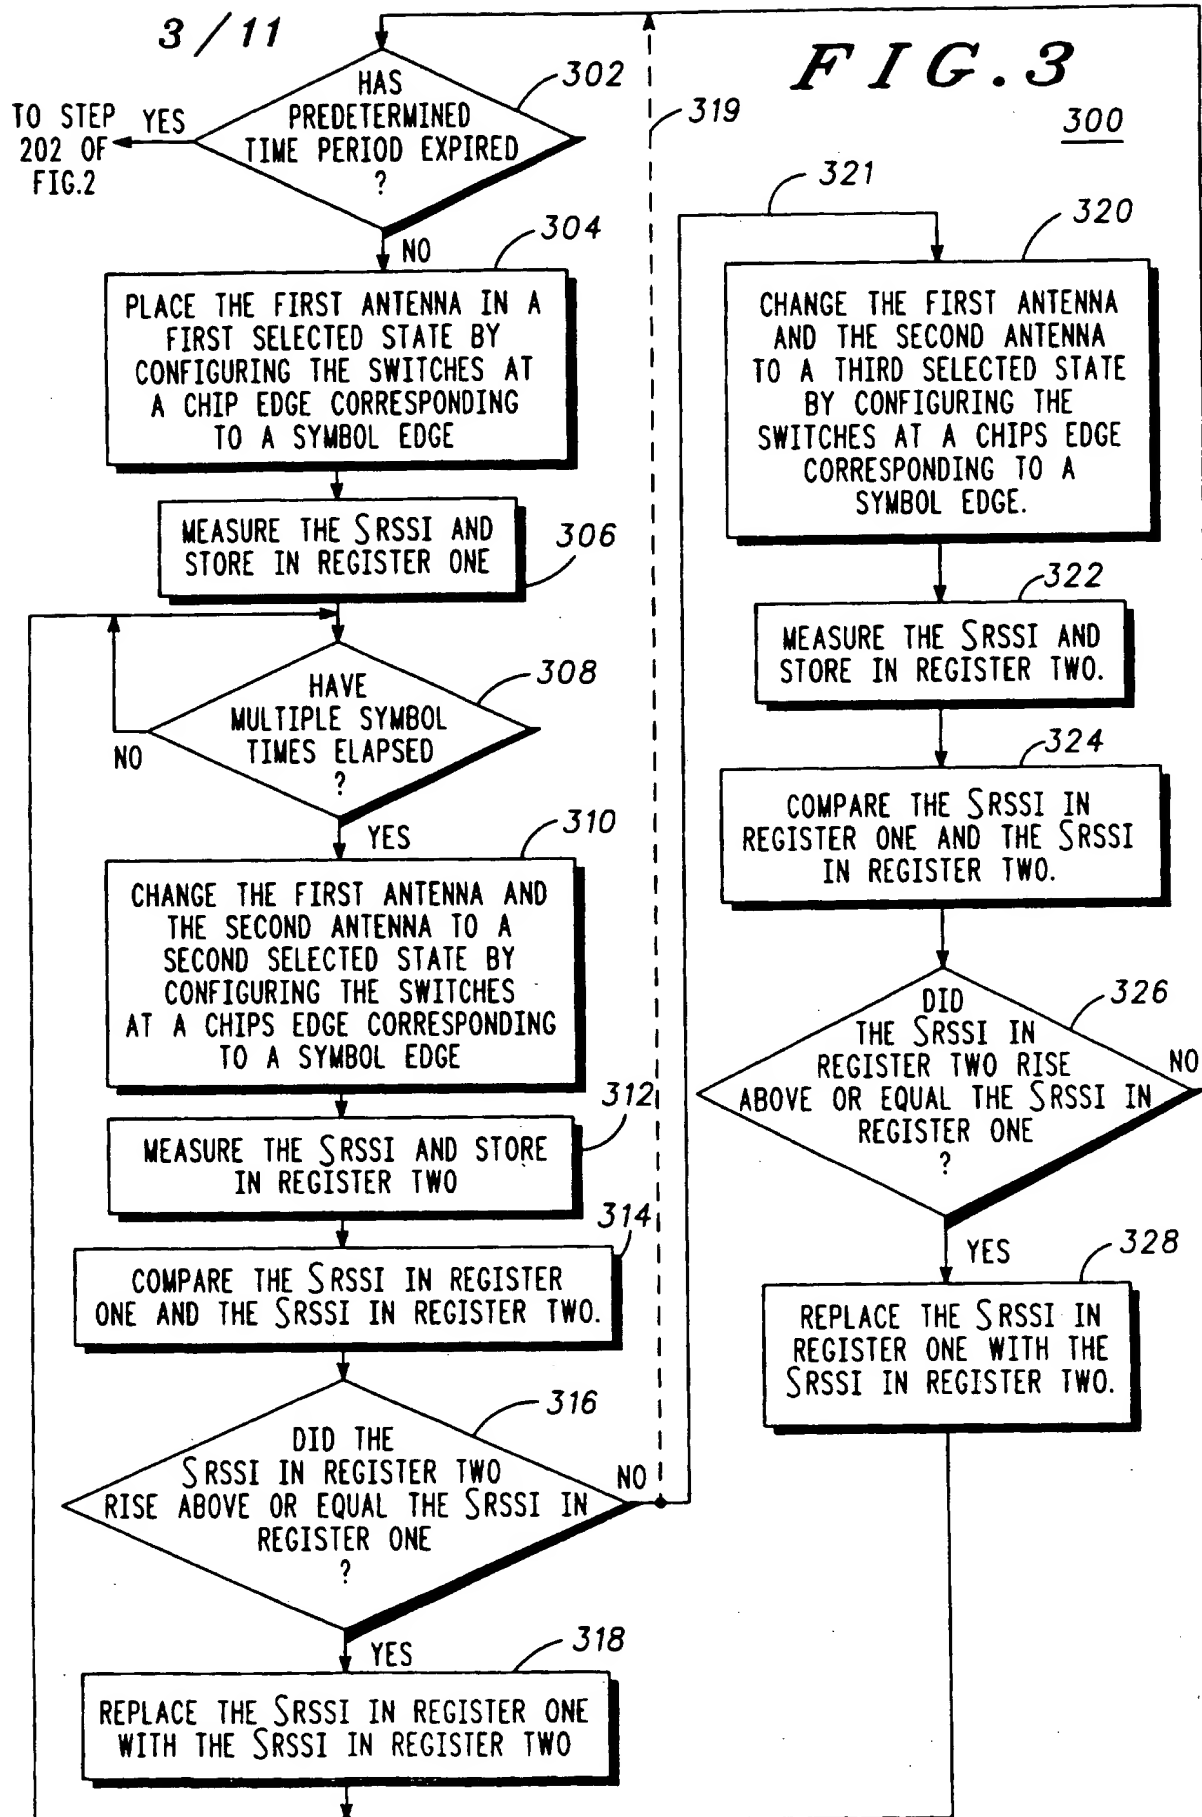 3/11
FIG.3
300
HAS
PREDETERMINED
TIME PERIOD EXPIRED
?
302
YES
TO STEP
202 OF
FIG.2
NO
304
PLACE THE FIRST ANTENNA IN A
FIRST SELECTED STATE BY
CONFIGURING THE SWITCHES AT
A CHIP EDGE CORRESPONDING
TO A SYMBOL EDGE
MEASURE THE SRSSI AND
STORE IN REGISTER ONE
306
HAVE
MULTIPLE SYMBOL
TIMES ELAPSED
?
308
NO
YES
310
CHANGE THE FIRST ANTENNA AND
THE SECOND ANTENNA TO A
SECOND SELECTED STATE BY
CONFIGURING THE SWITCHES
AT A CHIPS EDGE CORRESPONDING
TO A SYMBOL EDGE
312
MEASURE THE SRSSI AND STORE
IN REGISTER TWO
314
COMPARE THE SRSSI IN REGISTER
ONE AND THE SRSSI IN REGISTER TWO.
316
DID THE
SRSSI IN REGISTER TWO
RISE ABOVE OR EQUAL THE SRSSI IN
REGISTER ONE
?
NO
YES
318
REPLACE THE SRSSI IN REGISTER ONE
WITH THE SRSSI IN REGISTER TWO
319
321
320
CHANGE THE FIRST ANTENNA
AND THE SECOND ANTENNA
TO A THIRD SELECTED STATE
BY CONFIGURING THE
SWITCHES AT A CHIPS EDGE
CORRESPONDING TO A
SYMBOL EDGE.
322
MEASURE THE SRSSI AND
STORE IN REGISTER TWO.
324
COMPARE THE SRSSI IN
REGISTER ONE AND THE SRSSI
IN REGISTER TWO.
326
DID
THE SRSSI IN
REGISTER TWO RISE
ABOVE OR EQUAL THE SRSSI IN
REGISTER ONE
?
NO
YES
328
REPLACE THE SRSSI IN
REGISTER ONE WITH THE
SRSSI IN REGISTER TWO.